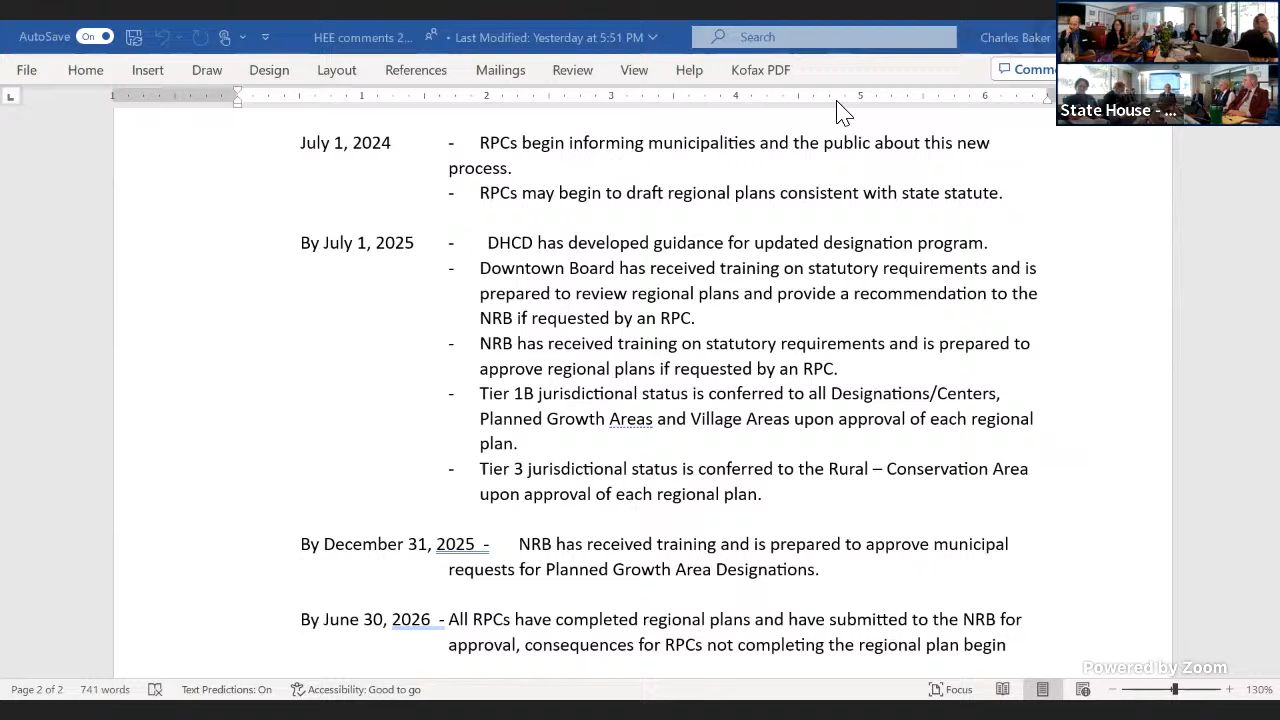 AutoSave On HEE comments 2... • Last Modified: Yesterday at 5:51 PM Search Charles Baker
File Home Insert Draw Design Layout References Mailings Review View Help Kofax PDF Comme
State House - ...
1 1 2 3 4 5 6
July 1, 2024 - RPCs begin informing municipalities and the public about this new
process.
- RPCs may begin to draft regional plans consistent with state statute.
By July 1, 2025 - DHCD has developed guidance for updated designation program.
- Downtown Board has received training on statutory requirements and is
prepared to review regional plans and provide a recommendation to the
NRB if requested by an RPC.
- NRB has received training on statutory requirements and is prepared to
approve regional plans if requested by an RPC.
- Tier 1B jurisdictional status is conferred to all Designations/Centers,
Planned Growth Areas and Village Areas upon approval of each regional
plan.
- Tier 3 jurisdictional status is conferred to the Rural – Conservation Area
upon approval of each regional plan.
By December 31, 2025 - NRB has received training and is prepared to approve municipal
requests for Planned Growth Area Designations.
By June 30, 2026 - All RPCs have completed regional plans and have submitted to the NRB for
approval, consequences for RPCs not completing the regional plan begin
Powered by Zoom
Page 2 of 2 741 words Text Predictions: On Accessibility: Good to go Focus 130%